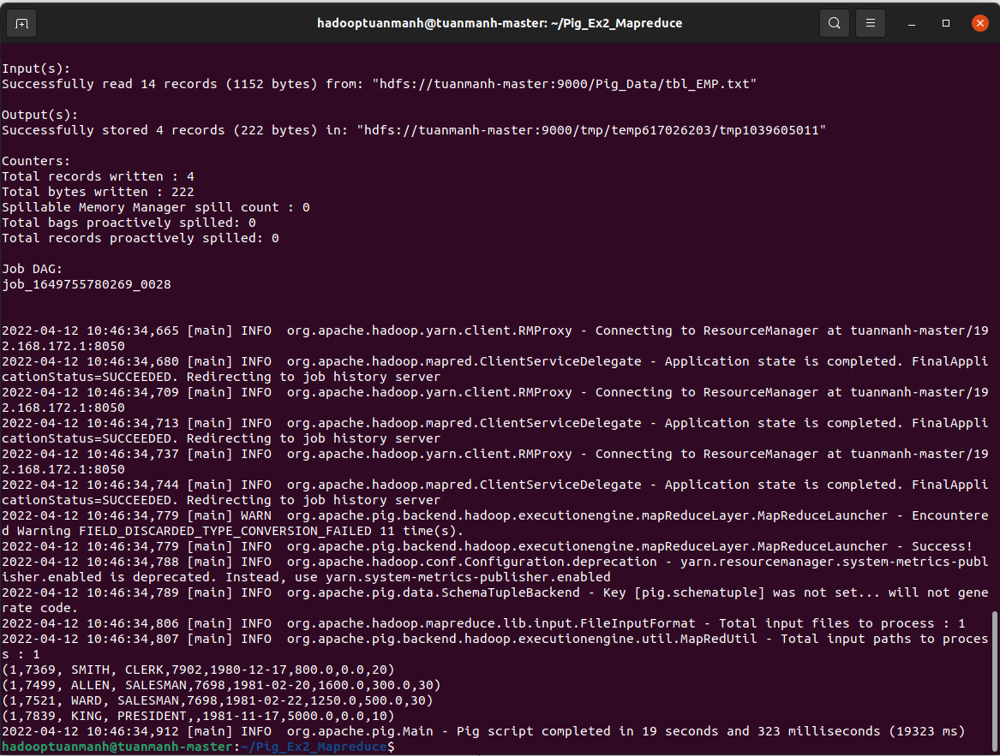 hadooptuanmanh@tuanmanh-master: ~/Pig_Ex2_Mapreduce
Input(s):
Successfully read 14 records (1152 bytes) from: "hdfs://tuanmanh-master:9000/Pig_Data/tbl_EMP.txt"
Output(s):
Successfully stored 4 records (222 bytes) in: "hdfs://tuanmanh-master:9000/tmp/temp617026203/tmp1039605011"
Counters:
Total records written : 4
Total bytes written : 222
Spillable Memory Manager spill count : 0
Total bags proactively spilled: 0
Total records proactively spilled: 0
Job DAG:
job_1649755780269_0028
2022-04-12 10:46:34,665 [main] INFO  org.apache.hadoop.yarn.client.RMProxy - Connecting to ResourceManager at tuanmanh-master/19
2.168.172.1:8050
2022-04-12 10:46:34,680 [main] INFO  org.apache.hadoop.mapred.ClientServiceDelegate - Application state is completed. FinalAppli
cationStatus=SUCCEEDED. Redirecting to job history server
2022-04-12 10:46:34,709 [main] INFO  org.apache.hadoop.yarn.client.RMProxy - Connecting to ResourceManager at tuanmanh-master/19
2.168.172.1:8050
2022-04-12 10:46:34,713 [main] INFO  org.apache.hadoop.mapred.ClientServiceDelegate - Application state is completed. FinalAppli
cationStatus=SUCCEEDED. Redirecting to job history server
2022-04-12 10:46:34,737 [main] INFO  org.apache.hadoop.yarn.client.RMProxy - Connecting to ResourceManager at tuanmanh-master/19
2.168.172.1:8050
2022-04-12 10:46:34,744 [main] INFO  org.apache.hadoop.mapred.ClientServiceDelegate - Application state is completed. FinalAppli
cationStatus=SUCCEEDED. Redirecting to job history server
2022-04-12 10:46:34,779 [main] WARN  org.apache.pig.backend.hadoop.executionengine.mapReduceLayer.MapReduceLauncher - Encountere
d Warning FIELD_DISCARDED_TYPE_CONVERSION_FAILED 11 time(s).
2022-04-12 10:46:34,779 [main] INFO  org.apache.pig.backend.hadoop.executionengine.mapReduceLayer.MapReduceLauncher - Success!
2022-04-12 10:46:34,788 [main] INFO  org.apache.hadoop.conf.Configuration.deprecation - yarn.resourcemanager.system-metrics-publ
isher.enabled is deprecated. Instead, use yarn.system-metrics-publisher.enabled
2022-04-12 10:46:34,789 [main] INFO  org.apache.pig.data.SchemaTupleBackend - Key [pig.schematuple] was not set... will not gene
rate code.
2022-04-12 10:46:34,806 [main] INFO  org.apache.hadoop.mapreduce.lib.input.FileInputFormat - Total input files to process : 1
2022-04-12 10:46:34,807 [main] INFO  org.apache.pig.backend.hadoop.executionengine.util.MapRedUtil - Total input paths to proces
s : 1
(1,7369, SMITH, CLERK,7902,1980-12-17,800.0,0.0,20)
(1,7499, ALLEN, SALESMAN,7698,1981-02-20,1600.0,300.0,30)
(1,7521, WARD, SALESMAN,7698,1981-02-22,1250.0,500.0,30)
(1,7839, KING, PRESIDENT,,1981-11-17,5000.0,0.0,10)
2022-04-12 10:46:34,912 [main] INFO  org.apache.pig.Main - Pig script completed in 19 seconds and 323 milliseconds (19323 ms)
hadooptuanmanh@tuanmanh-master:~/Pig_Ex2_Mapreduce$